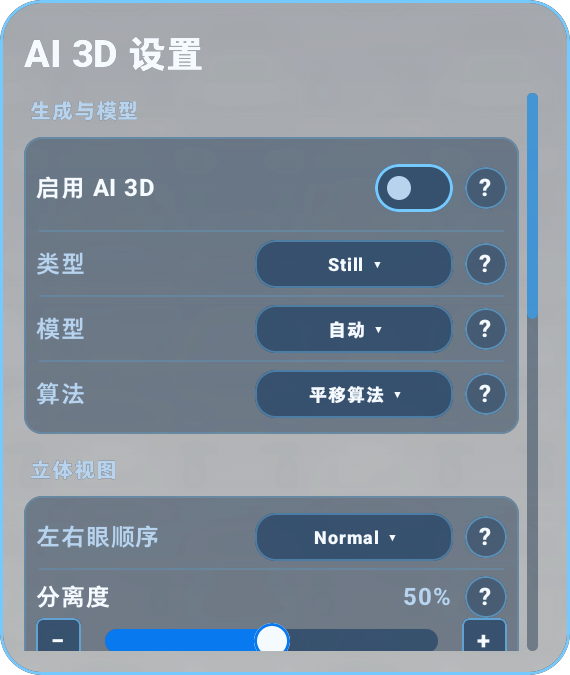 AI 3D 设置
生成与模型
启用 AI 3D ?
类型 Still ▾ ?
模型 自动 ▾ ?
算法 平移算法 ▾ ?
立体视图
左右眼顺序 Normal ▾ ?
分离度 50% ?
- +